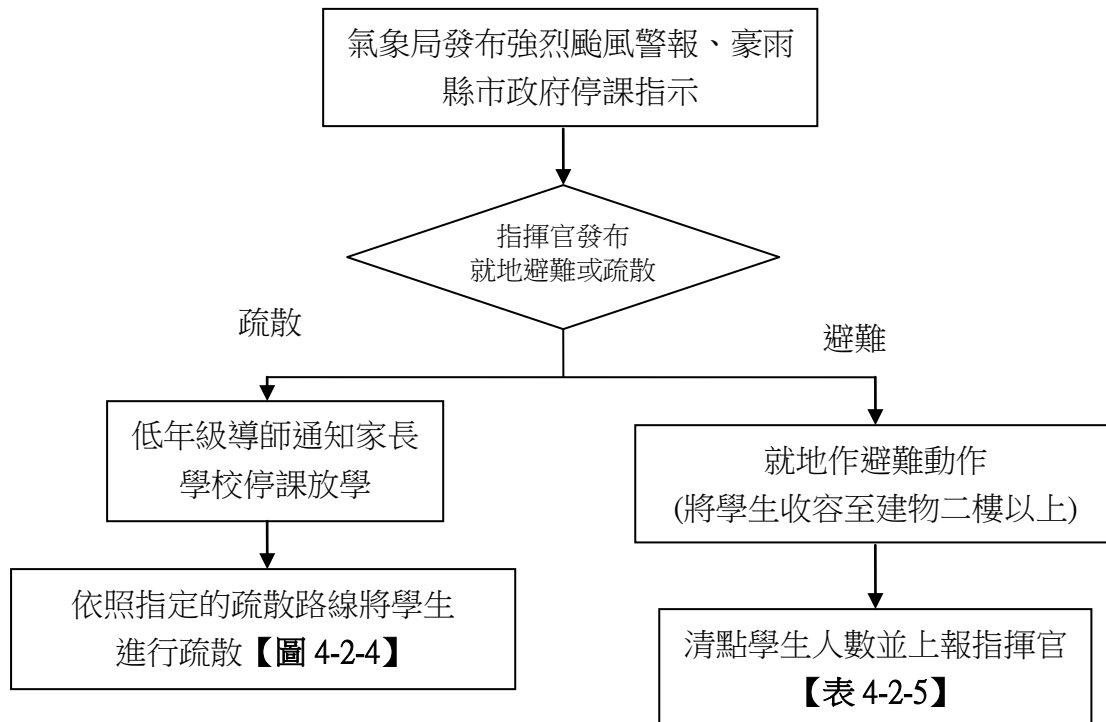 氣象局發布強烈颱風警報、豪雨
縣市政府停課指示
指揮官發布
就地避難或疏散
疏散
避難
低年級導師通知家長
學校停課放學
就地作避難動作
(將學生收容至建物二樓以上)
依照指定的疏散路線將學生
進行疏散【圖 4-2-4】
清點學生人數並上報指揮官
【表 4-2-5】